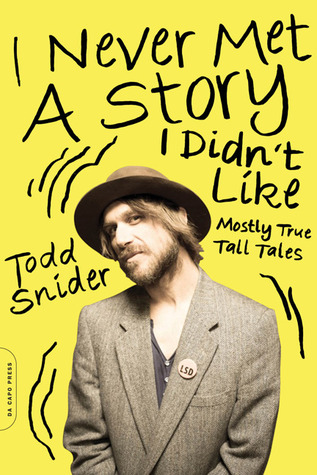 I Never Met
A Story
I Didn't
Like
Mostly True
Tall Tales
Todd
Snider
LSD
DA CAPO PRESS